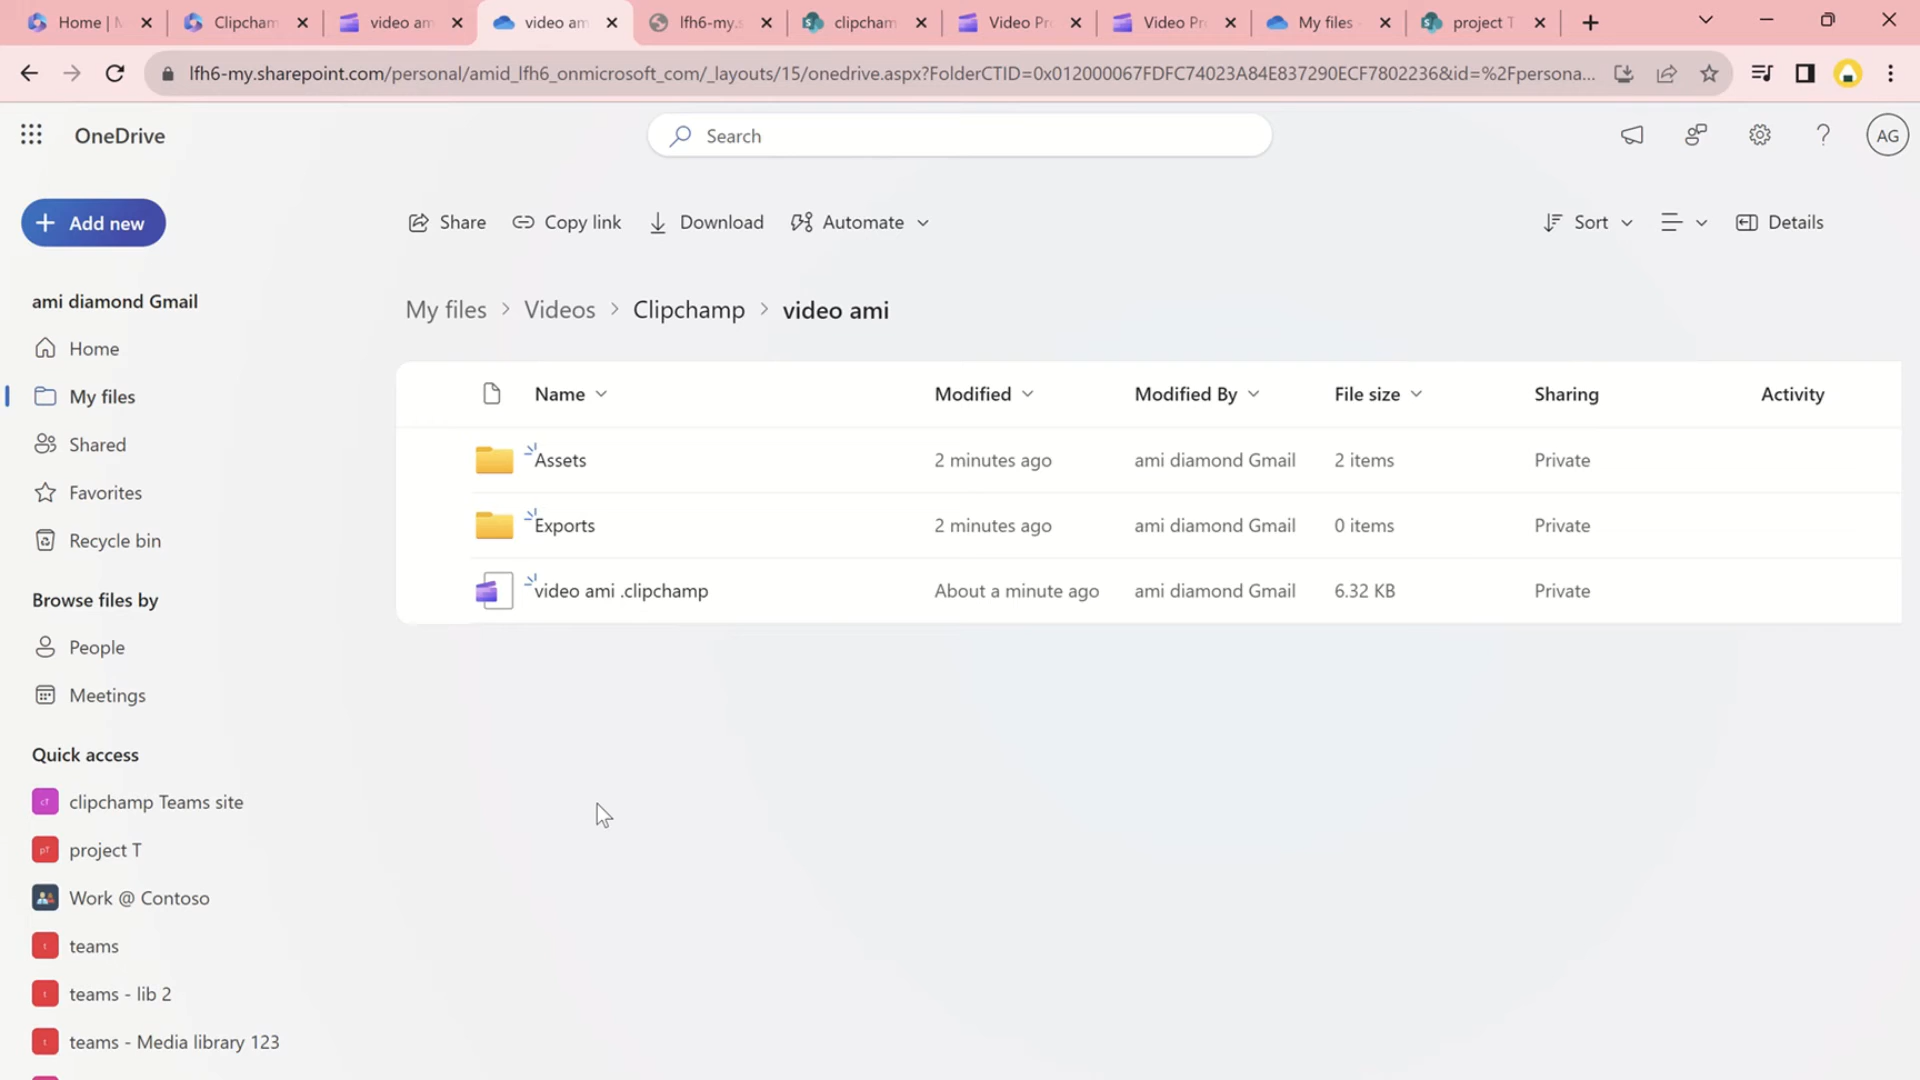 Home | M
Clipcham
video am
video am
lfh6-my.s
clipcham
Video Pr
Video Pr
My files -
project T
lfh6-my.sharepoint.com/personal/amid_lfh6_onmicrosoft_com/_layouts/15/onedrive.aspx?FolderCTID=0x012000067FDFC74023A84E837290ECF7802236&id=%2Fpersona...
OneDrive
Search
AG
Add new
Share
Copy link
Download
Automate
Sort
Details
ami diamond Gmail
Home
My files
Shared
Favorites
Recycle bin
Browse files by
People
Meetings
Quick access
cT clipchamp Teams site
pT project T
Work @ Contoso
t teams
t teams - lib 2
t teams - Media library 123
My files > Videos > Clipchamp > video ami
Name Modified Modified By File size Sharing Activity
Assets 2 minutes ago ami diamond Gmail 2 items Private
Exports 2 minutes ago ami diamond Gmail 0 items Private
video ami .clipchamp About a minute ago ami diamond Gmail 6.32 KB Private